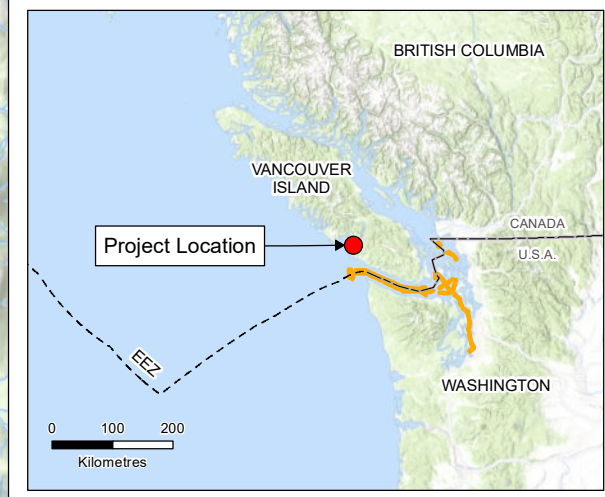 BRITISH COLUMBIA
VANCOUVER
ISLAND
CANADA
Project Location
U.S.A.
EEZ
WASHINGTON
0 100 200
Kilometres